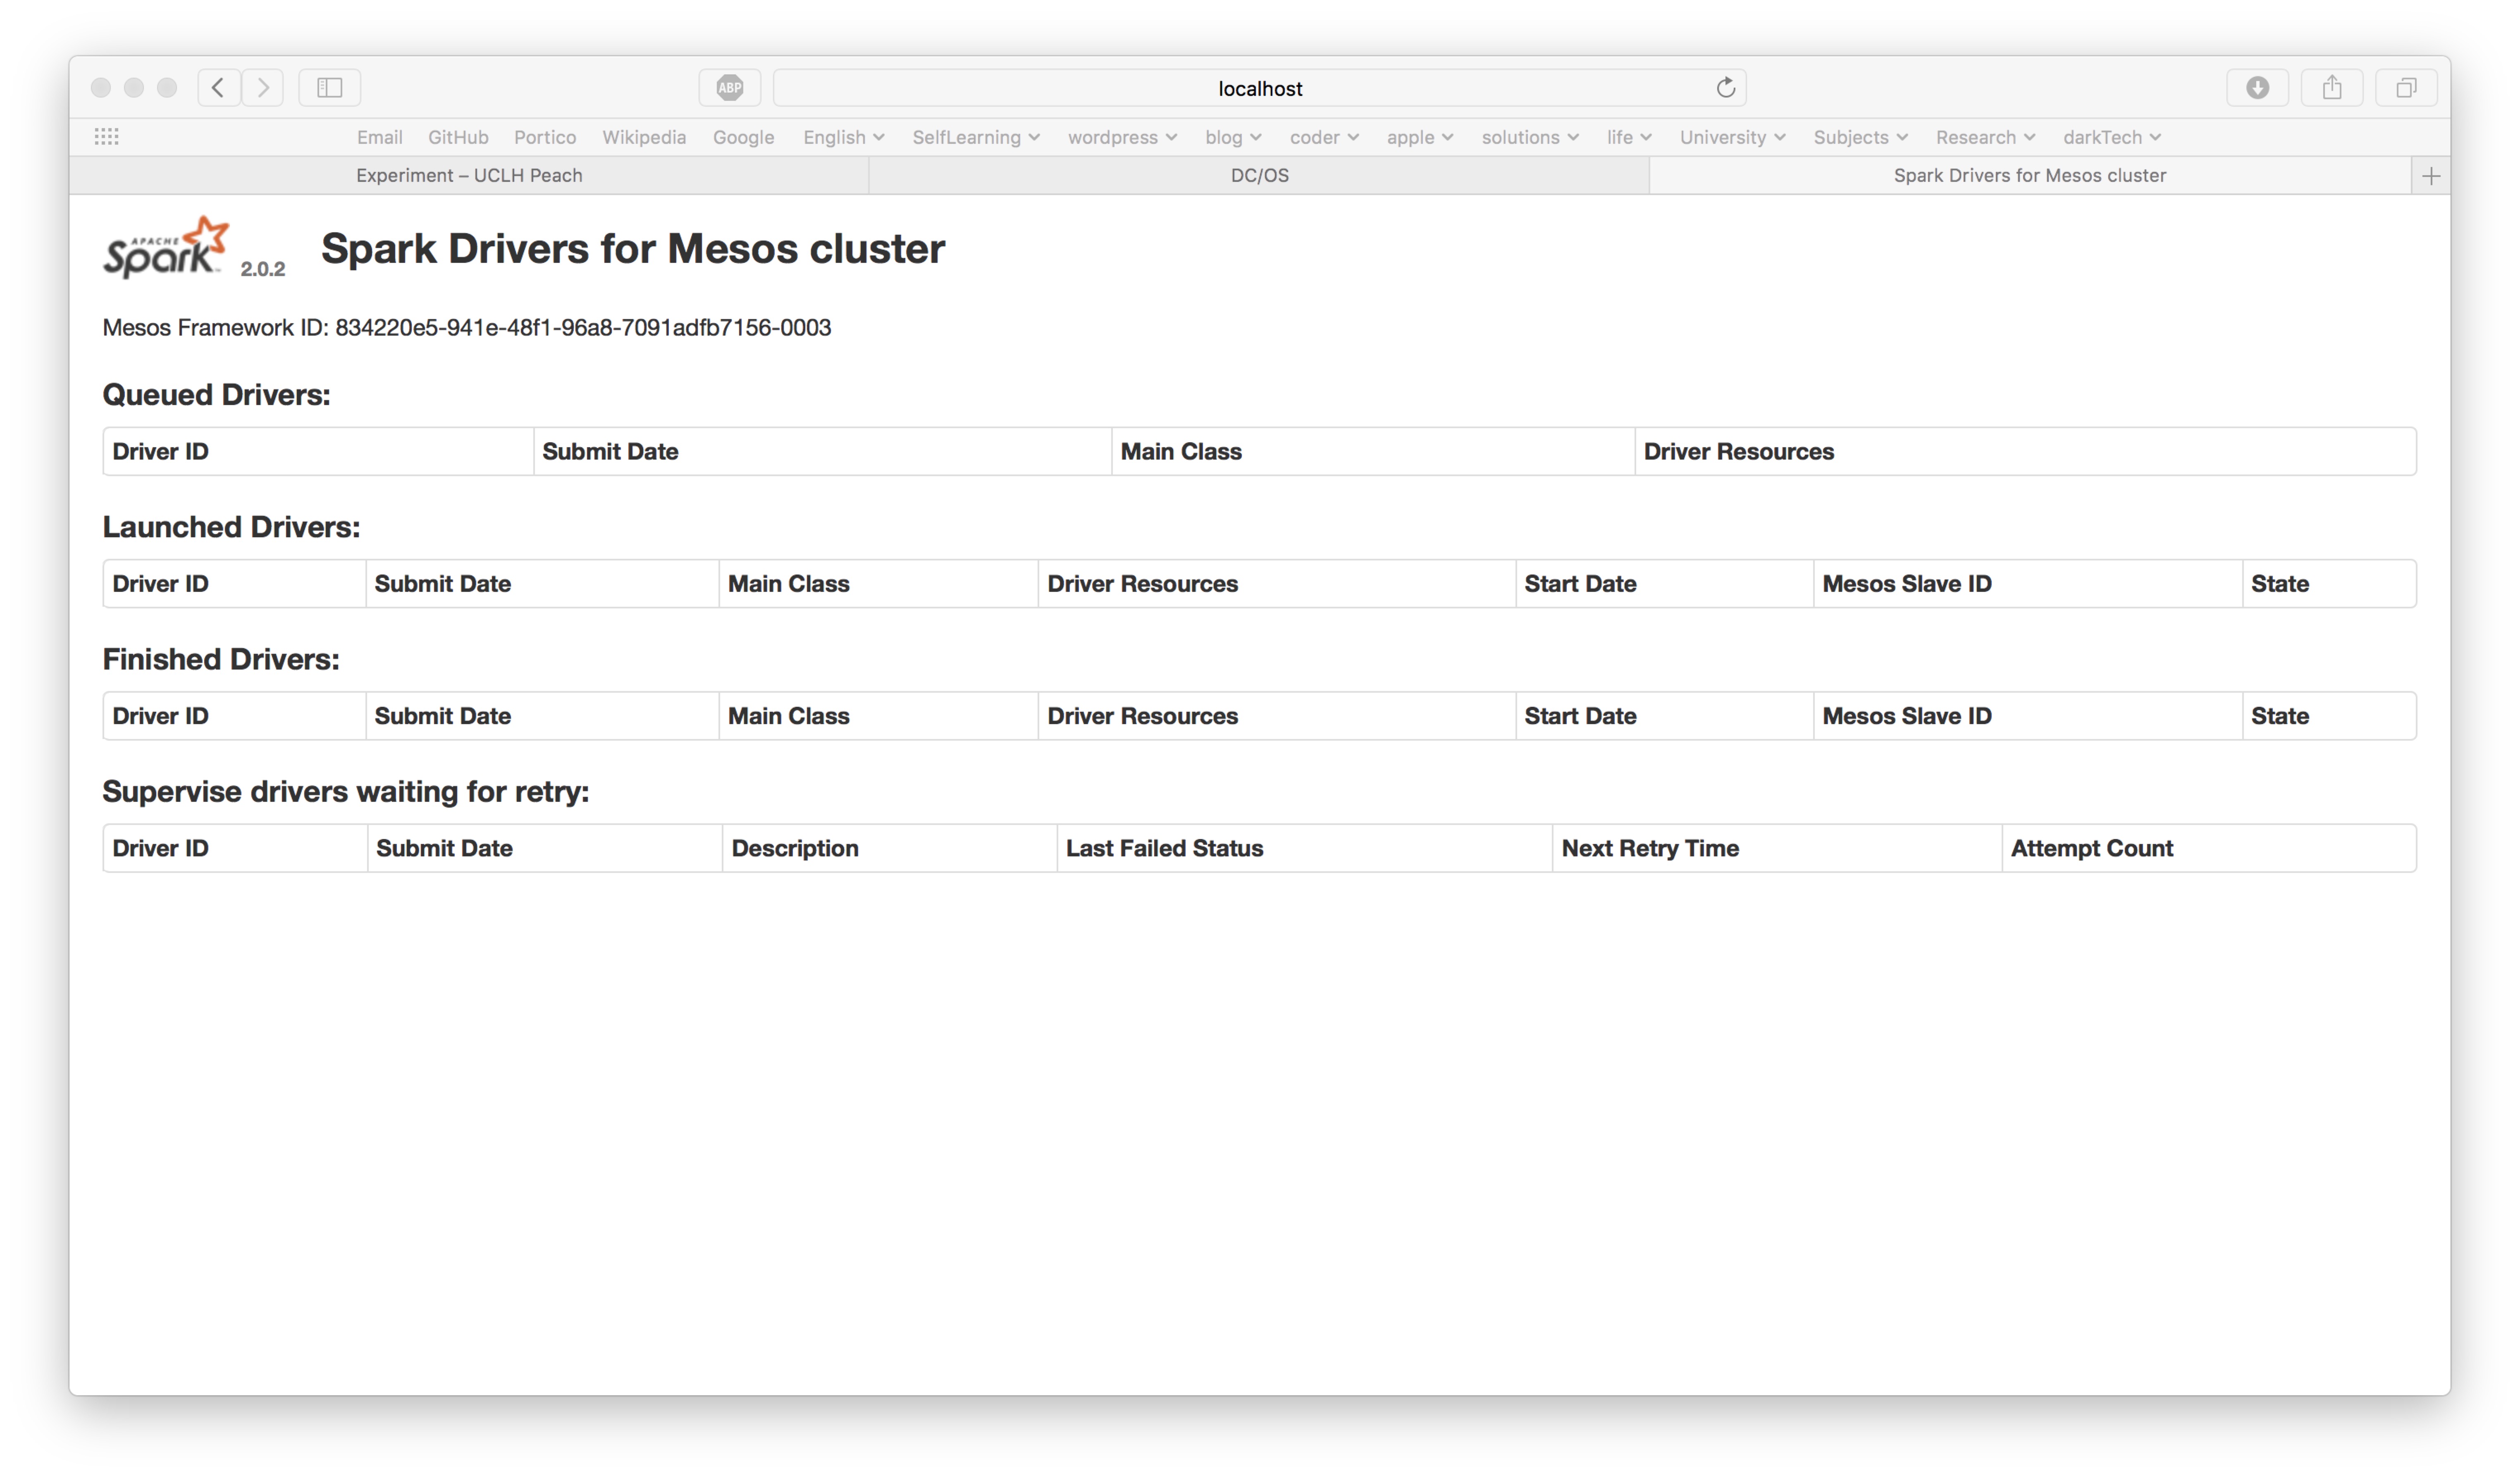 ABP
localhost
Email GitHub Portico Wikipedia Google English SelfLearning wordpress blog coder apple solutions life University Subjects Research darkTech
Experiment – UCLH Peach DC/OS Spark Drivers for Mesos cluster
APACHE
Spark 2.0.2 Spark Drivers for Mesos cluster
Mesos Framework ID: 834220e5-941e-48f1-96a8-7091adfb7156-0003
Queued Drivers:
Driver ID Submit Date Main Class Driver Resources
Launched Drivers:
Driver ID Submit Date Main Class Driver Resources Start Date Mesos Slave ID State
Finished Drivers:
Driver ID Submit Date Main Class Driver Resources Start Date Mesos Slave ID State
Supervise drivers waiting for retry:
Driver ID Submit Date Description Last Failed Status Next Retry Time Attempt Count